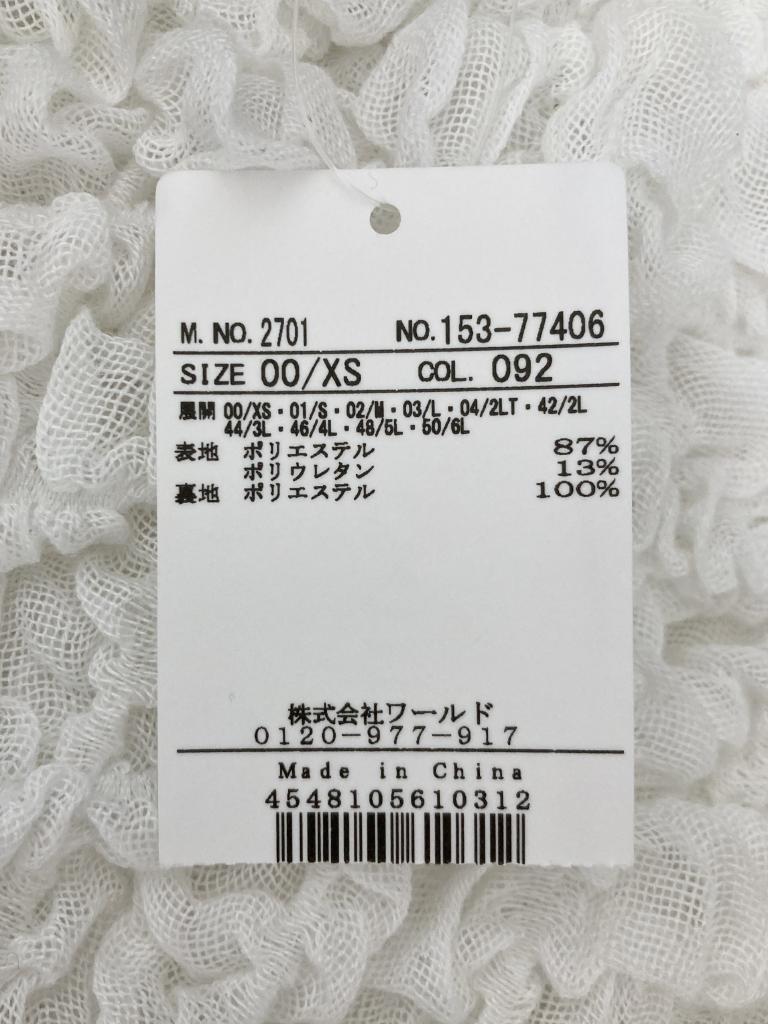 M. NO. 2701 NO. 153-77406
SIZE 00/XS COL. 092
展開 00/XS・01/S・02/M・03/L・04/2LT・42/2L
44/3L・46/4L・48/5L・50/6L
表地 ポリエステル 87%
ポリウレタン 13%
裏地 ポリエステル 100%
株式会社ワールド
0120-977-917
Made in China
4548105610312